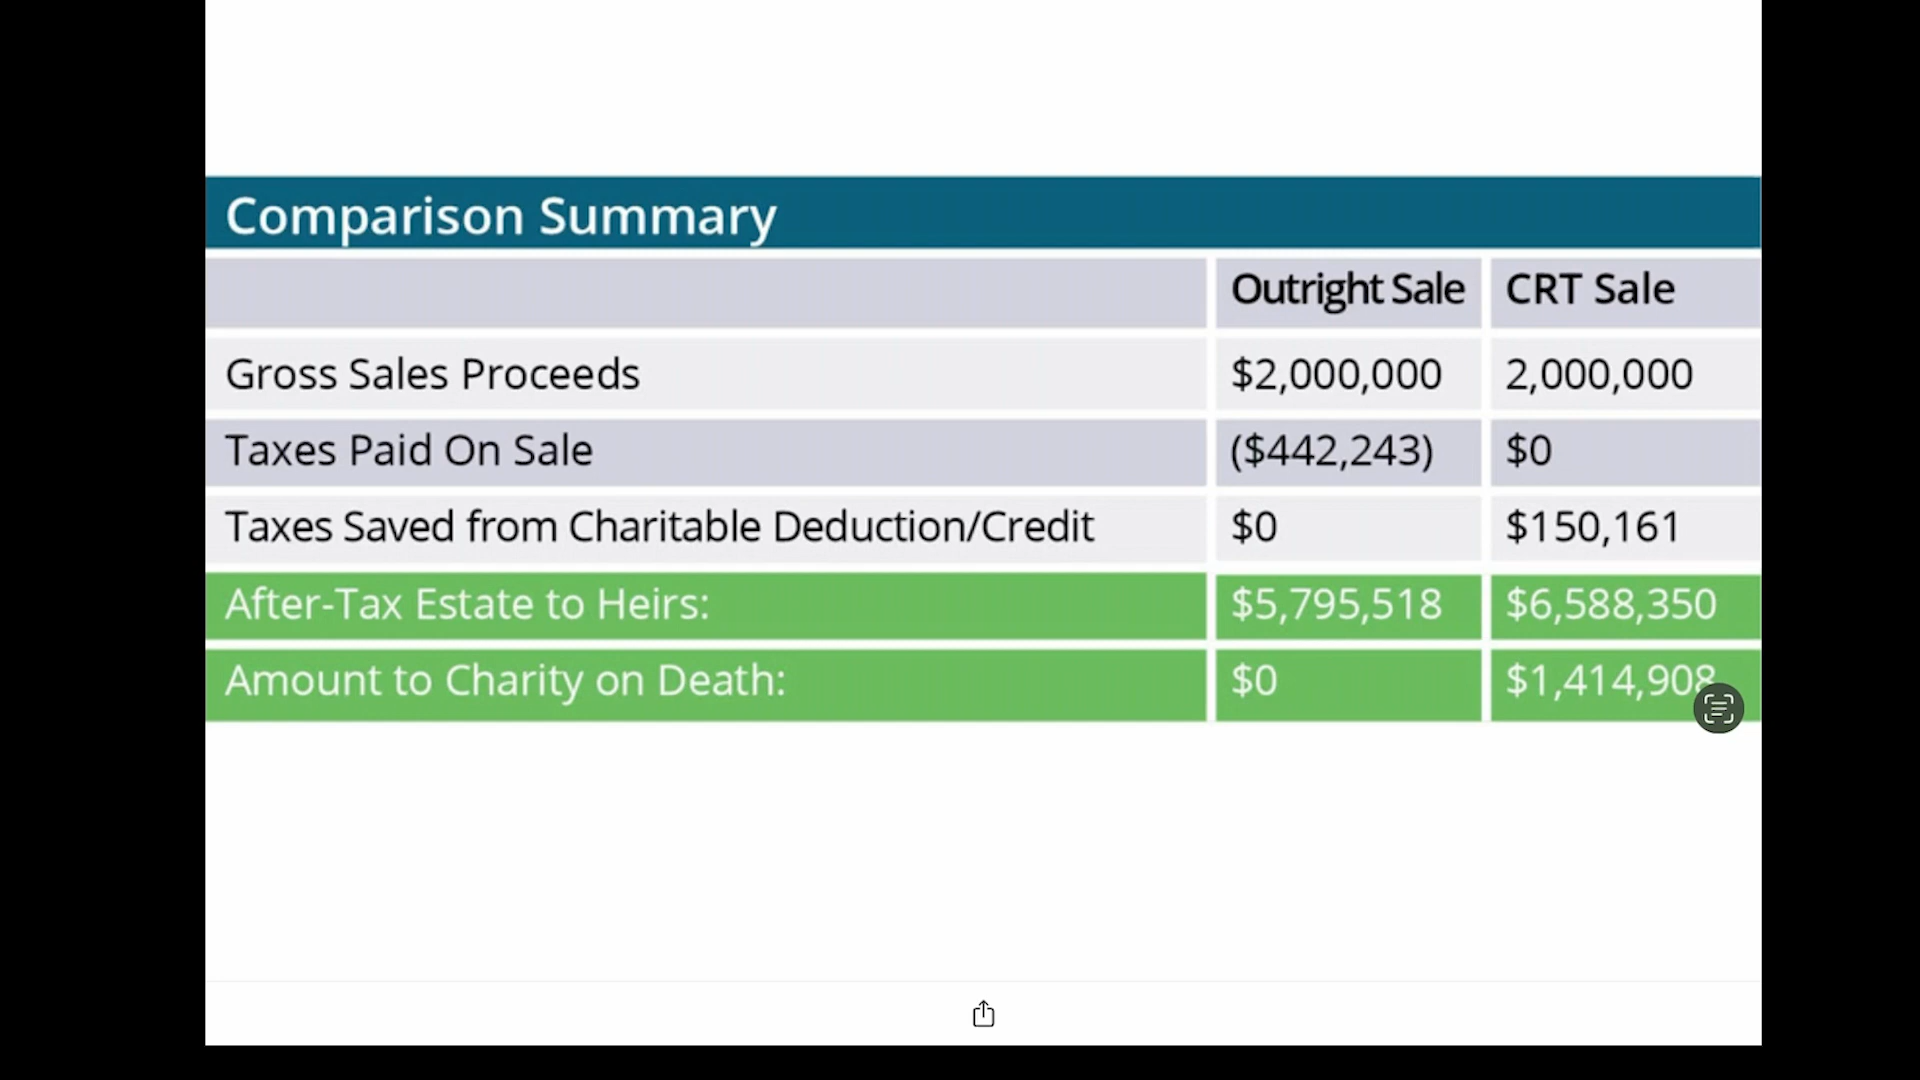 Comparison Summary
Outright Sale CRT Sale
Gross Sales Proceeds $2,000,000 2,000,000
Taxes Paid On Sale ($442,243) $0
Taxes Saved from Charitable Deduction/Credit $0 $150,161
After-Tax Estate to Heirs: $5,795,518 $6,588,350
Amount to Charity on Death: $0 $1,414,908